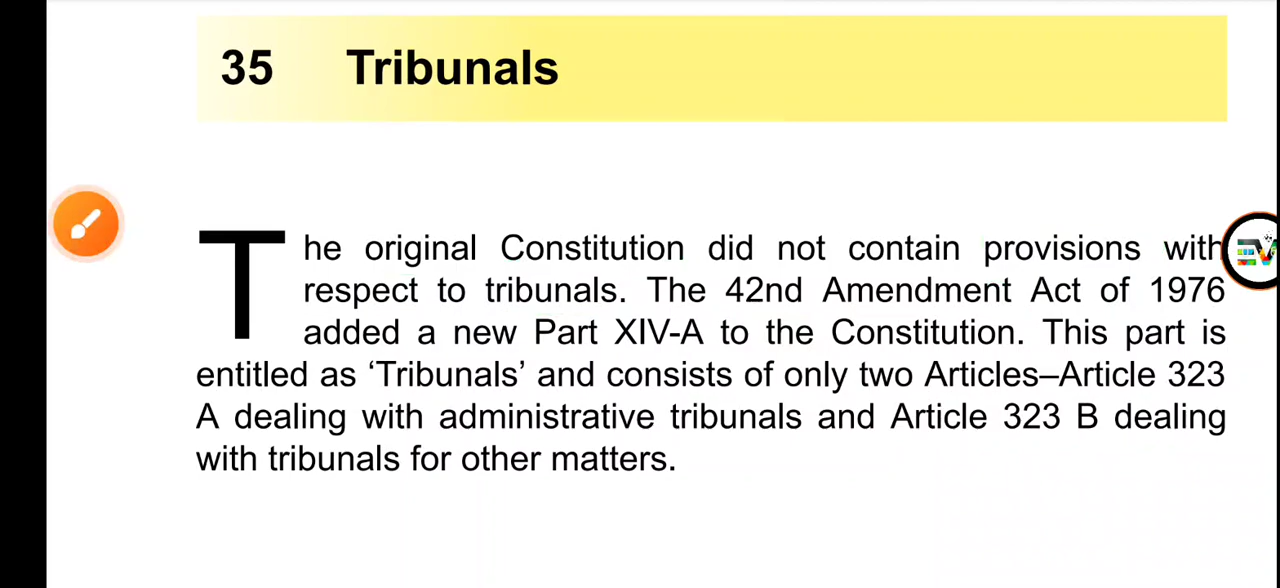 35 Tribunals
The original Constitution did not contain provisions with
respect to tribunals. The 42nd Amendment Act of 1976
added a new Part XIV-A to the Constitution. This part is
entitled as ‘Tribunals’ and consists of only two Articles–Article 323
A dealing with administrative tribunals and Article 323 B dealing
with tribunals for other matters.
EV